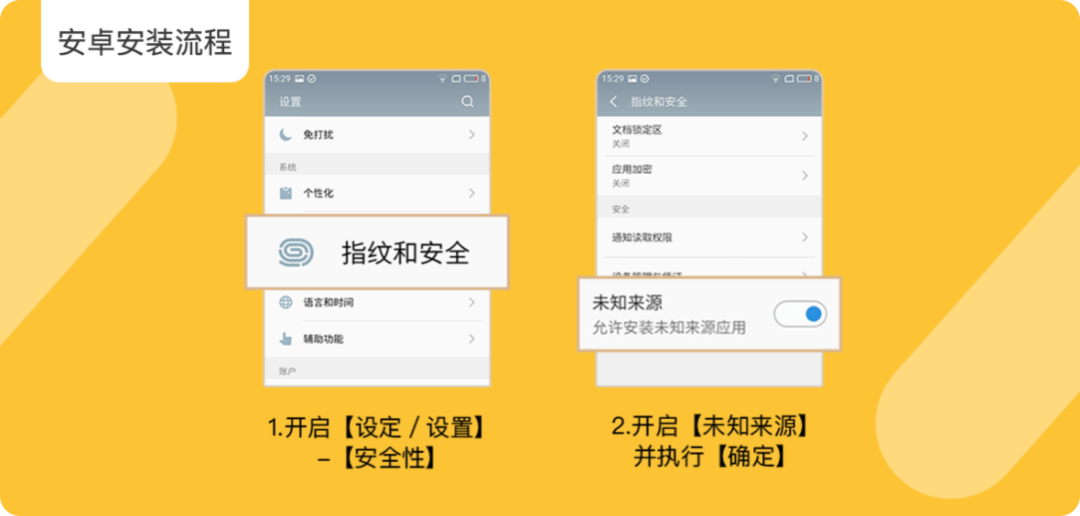 安卓安装流程
15:29
8
设置
免打扰
系统
个性化
指纹和安全
语言和时间
辅助功能
账户
1.开启【设定 / 设置】
–【安全性】
15:29
8
指纹和安全
文档锁定区
关闭
应用加密
关闭
安全
通知读取权限
未知来源
允许安装未知来源应用
2.开启【未知来源】
并执行【确定】